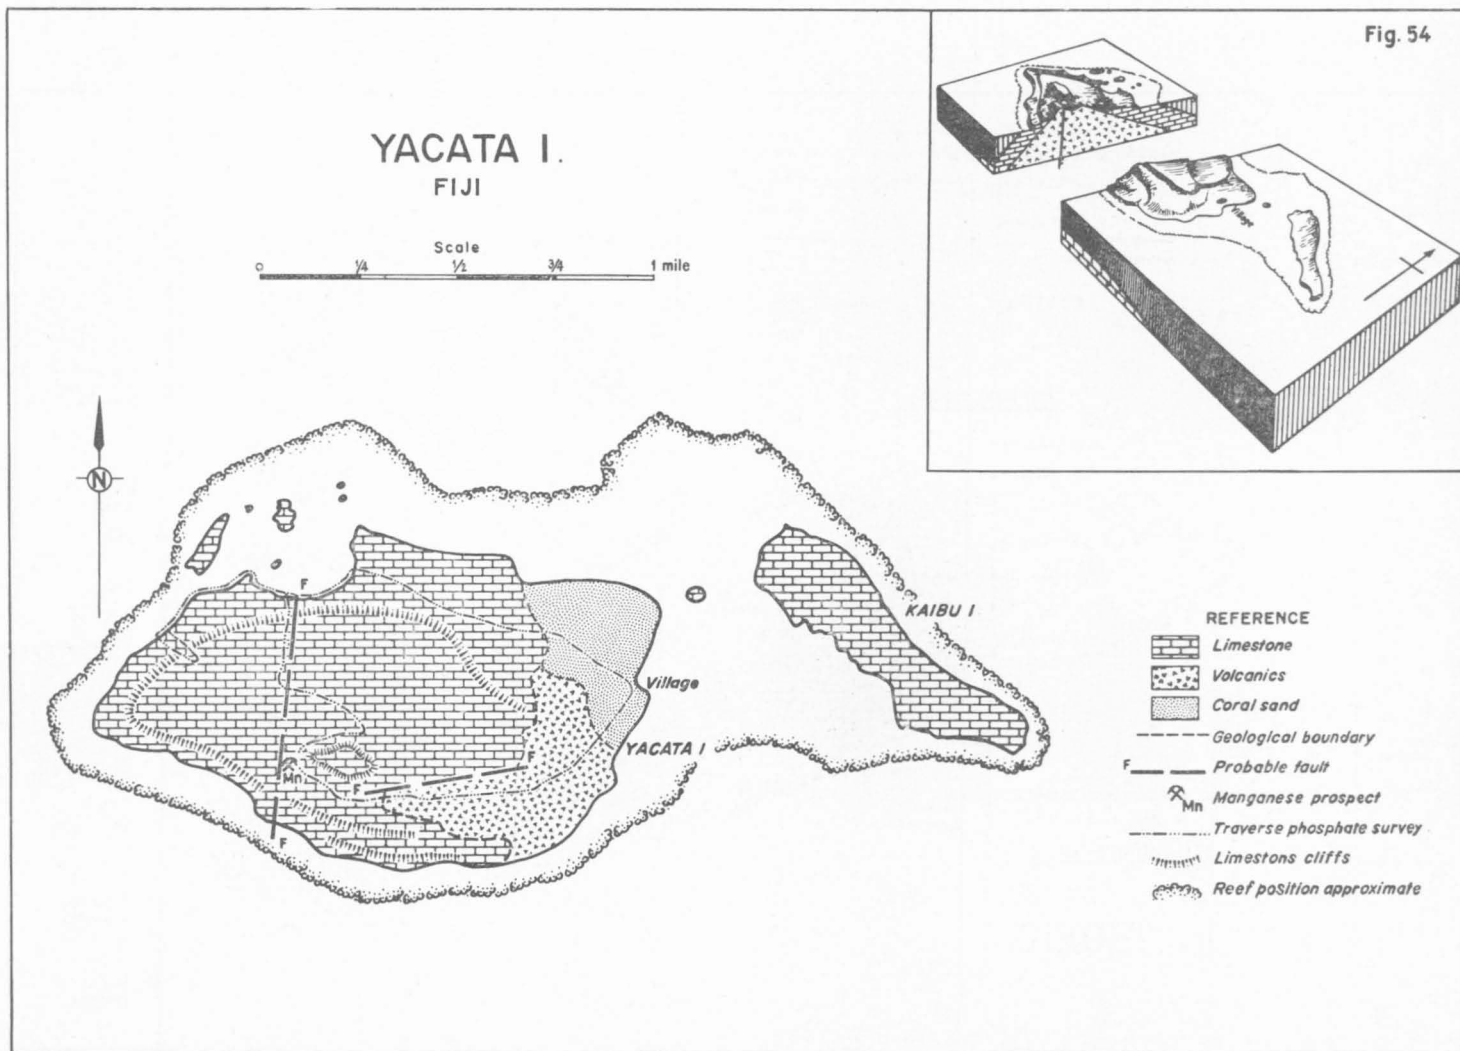 Fig. 54
YACATA I.
FIJI
Scale
0 1/4 1/2 3/4 1 mile
Village
F
N
F
KAIBU I
Village
YACATA I
F
Mn
F
F
REFERENCE
Limestone
Volcanics
Coral sand
Geological boundary
F Probable fault
Mn Manganese prospect
Traverse phosphate survey
Limestons cliffs
Reef position approximate